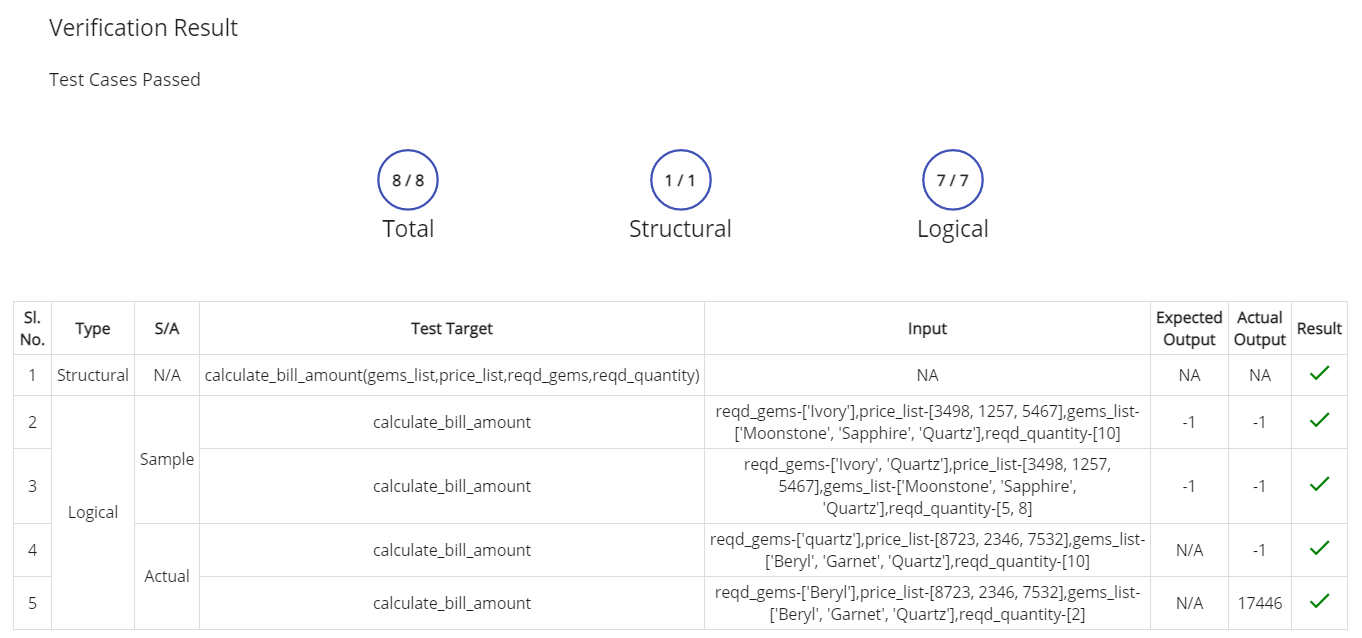 Verification Result
Test Cases Passed
8 / 8
1 / 1
7 / 7
Total
Structural
Logical
Sl. No.
Type
S/A
Test Target
Input
Expected Output
Actual Output
Result
1
Structural
N/A
calculate_bill_amount(gems_list,price_list,reqd_gems,reqd_quantity)
NA
NA
NA
2
Logical
Sample
calculate_bill_amount
reqd_gems-['Ivory'],price_list-[3498, 1257, 5467],gems_list-
['Moonstone', 'Sapphire', 'Quartz'],reqd_quantity-[10]
-1
-1
3
calculate_bill_amount
reqd_gems-['Ivory', 'Quartz'],price_list-[3498, 1257,
5467],gems_list-['Moonstone', 'Sapphire',
'Quartz'],reqd_quantity-[5, 8]
-1
-1
4
Actual
calculate_bill_amount
reqd_gems-['quartz'],price_list-[8723, 2346, 7532],gems_list-
['Beryl', 'Garnet', 'Quartz'],reqd_quantity-[10]
N/A
-1
5
calculate_bill_amount
reqd_gems-['Beryl'],price_list-[8723, 2346, 7532],gems_list-
['Beryl', 'Garnet', 'Quartz'],reqd_quantity-[2]
N/A
17446